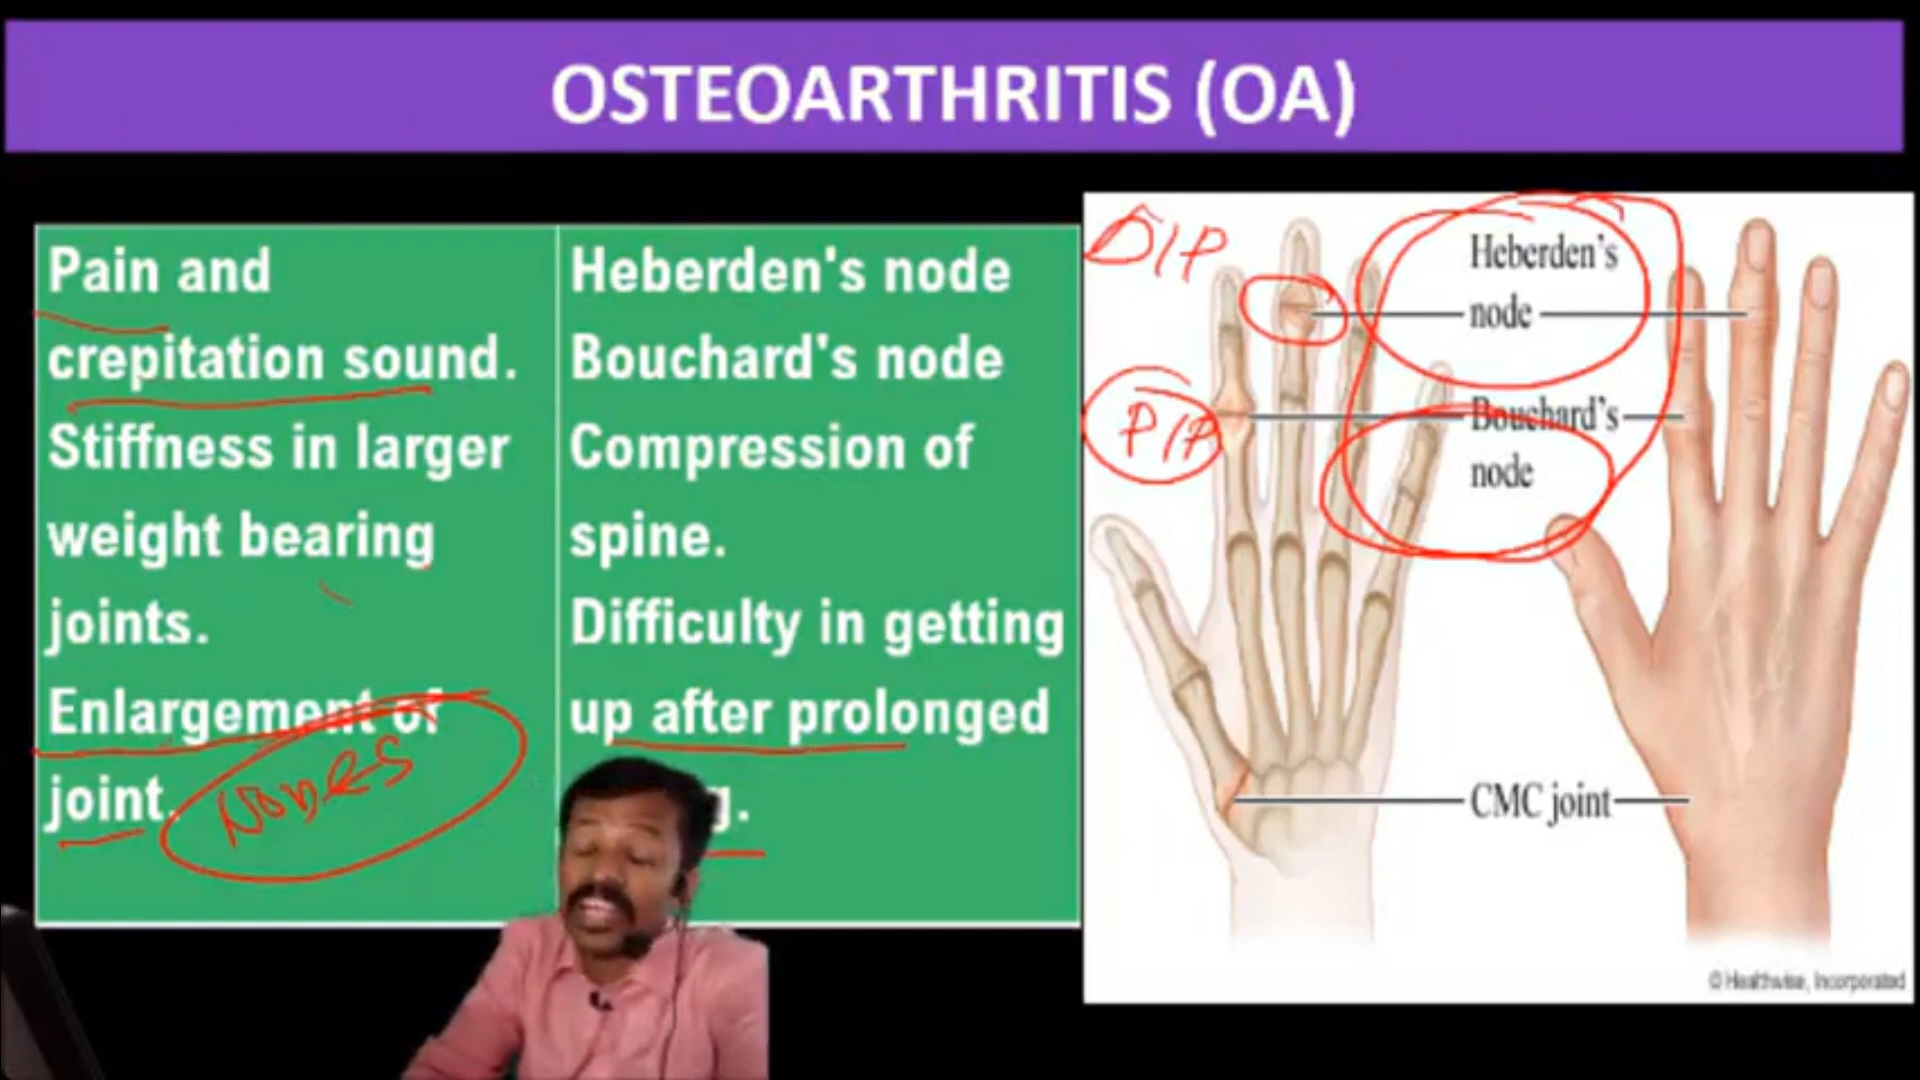 OSTEOARTHRITIS (OA)
Pain and
crepitation sound.
Stiffness in larger
weight bearing
joints.
Enlargement of
joint.
NODES
Heberden's node
Bouchard's node
Compression of
spine.
Difficulty in getting
up after prolonged
g.
DIP
PIP
Heberden's
node
Bouchard's
node
CMC joint
© Healthwise, Incorporated